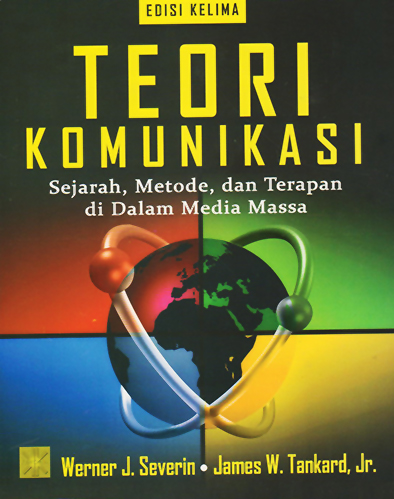 EDISI KELIMA
TEORI
KOMUNIKASI
Sejarah, Metode, dan Terapan
di Dalam Media Massa
Werner J. Severin • James W. Tankard, Jr.